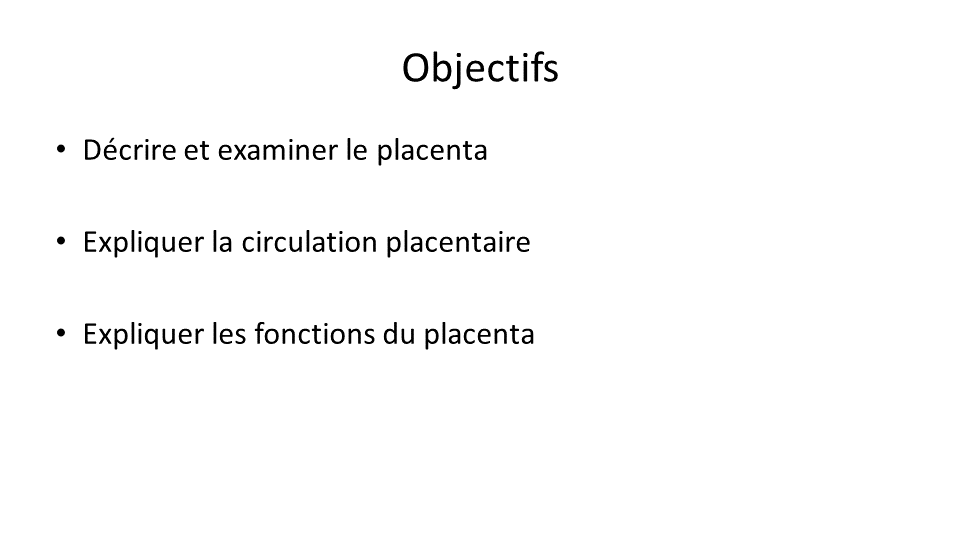 Objectifs
• Décrire et examiner le placenta
• Expliquer la circulation placentaire
• Expliquer les fonctions du placenta